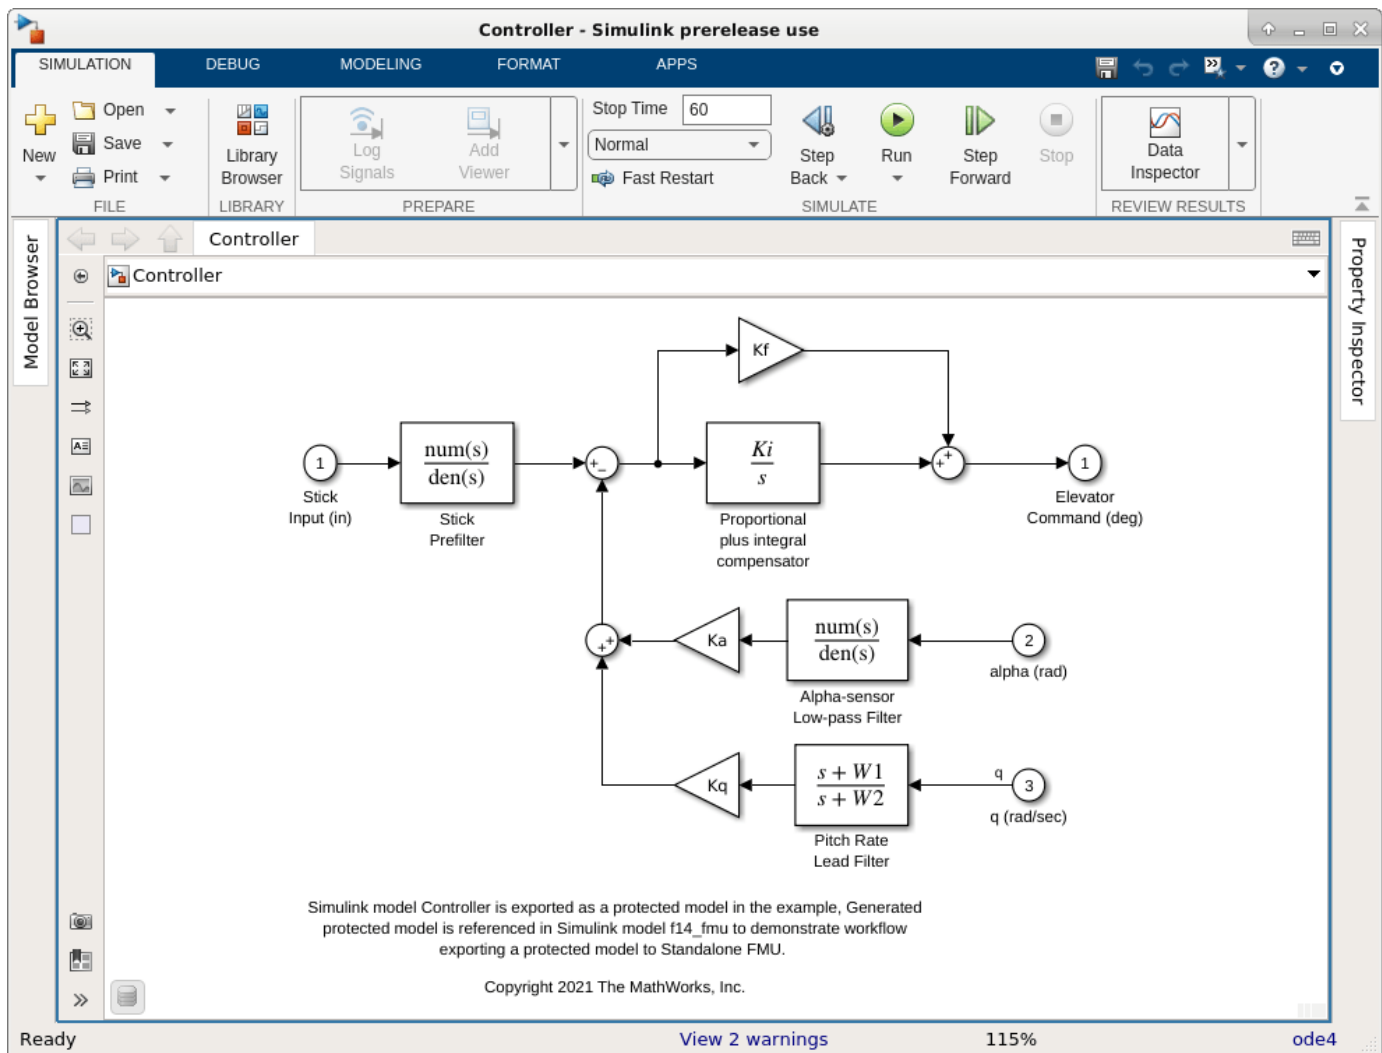 Controller - Simulink prerelease use
SIMULATION DEBUG MODELING FORMAT APPS
New
Open
Save
Print
FILE
Library
Browser
LIBRARY
Log
Signals
Add
Viewer
PREPARE
Stop Time 60
Normal
Fast Restart
Step
Back
Run
Step
Forward
Stop
SIMULATE
Data
Inspector
REVIEW RESULTS
Model Browser
Controller
Controller
Property Inspector
Kf
1
Stick
Input (in)
num(s)
den(s)
Stick
Prefilter
+
−
Ki
s
Proportional
plus integral
compensator
+
+
1
Elevator
Command (deg)
+
+
Ka
num(s)
den(s)
Alpha-sensor
Low-pass Filter
2
alpha (rad)
Kq
s + W1
s + W2
Pitch Rate
Lead Filter
q
3
q (rad/sec)
Simulink model Controller is exported as a protected model in the example, Generated
protected model is referenced in Simulink model f14_fmu to demonstrate workflow
exporting a protected model to Standalone FMU.
Copyright 2021 The MathWorks, Inc.
Ready View 2 warnings 115% ode4